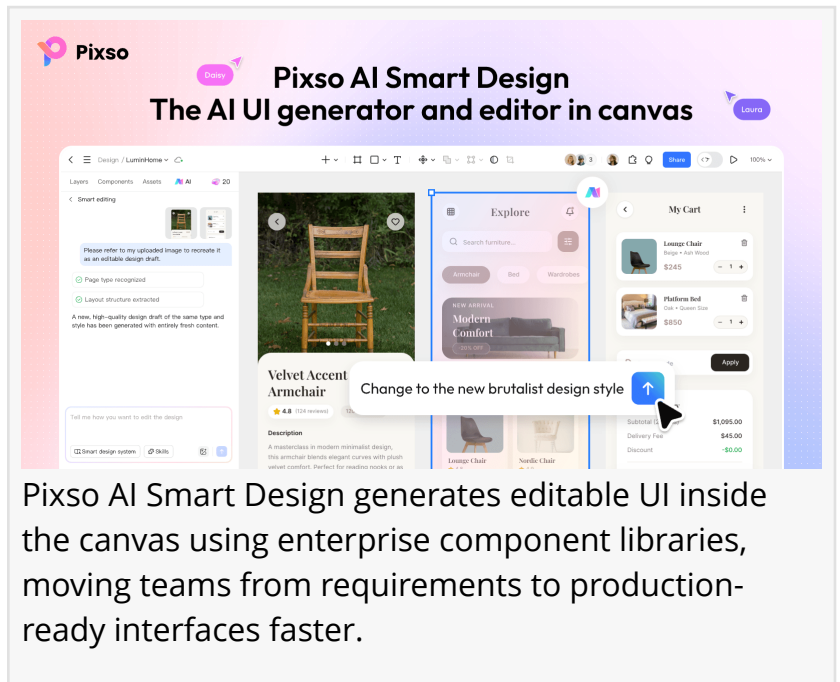 Pixso
Daisy
Pixso AI Smart Design
The AI UI generator and editor in canvas
Laura
Design / LuminHome
3
Share
100%
Layers Components Assets AI 20
Smart editing
Please refer to my uploaded image to recreate it
as an editable design draft.
Page type recognized
Layout structure extracted
A new, high-quality design draft of the same type and
style has been generated with entirely fresh content.
Tell me how you want to edit the design
Smart design system
Skills
Velvet Accent
Armchair
4.8 (124 reviews)
Description
A masterclass in modern minimalist design,
this armchair blends elegant curves with plush
velvet comfort. Perfect for reading nooks or as
AI
Explore
Search furniture...
Armchair Bed Wardrobes
NEW ARRIVAL
Modern
Comfort
20% OFF
Change to the new brutalist design style
Lounge Chair
Nordic Chair
My Cart
Lounge Chair
Beige • Ash Wood
$245
- 1 +
Platform Bed
Oak • Queen Size
$850
- 1 +
Apply
Subtotal
$1,095.00
Delivery Fee
$45.00
Discount
-$0.00
Pixso AI Smart Design generates editable UI inside
the canvas using enterprise component libraries,
moving teams from requirements to production-
ready interfaces faster.